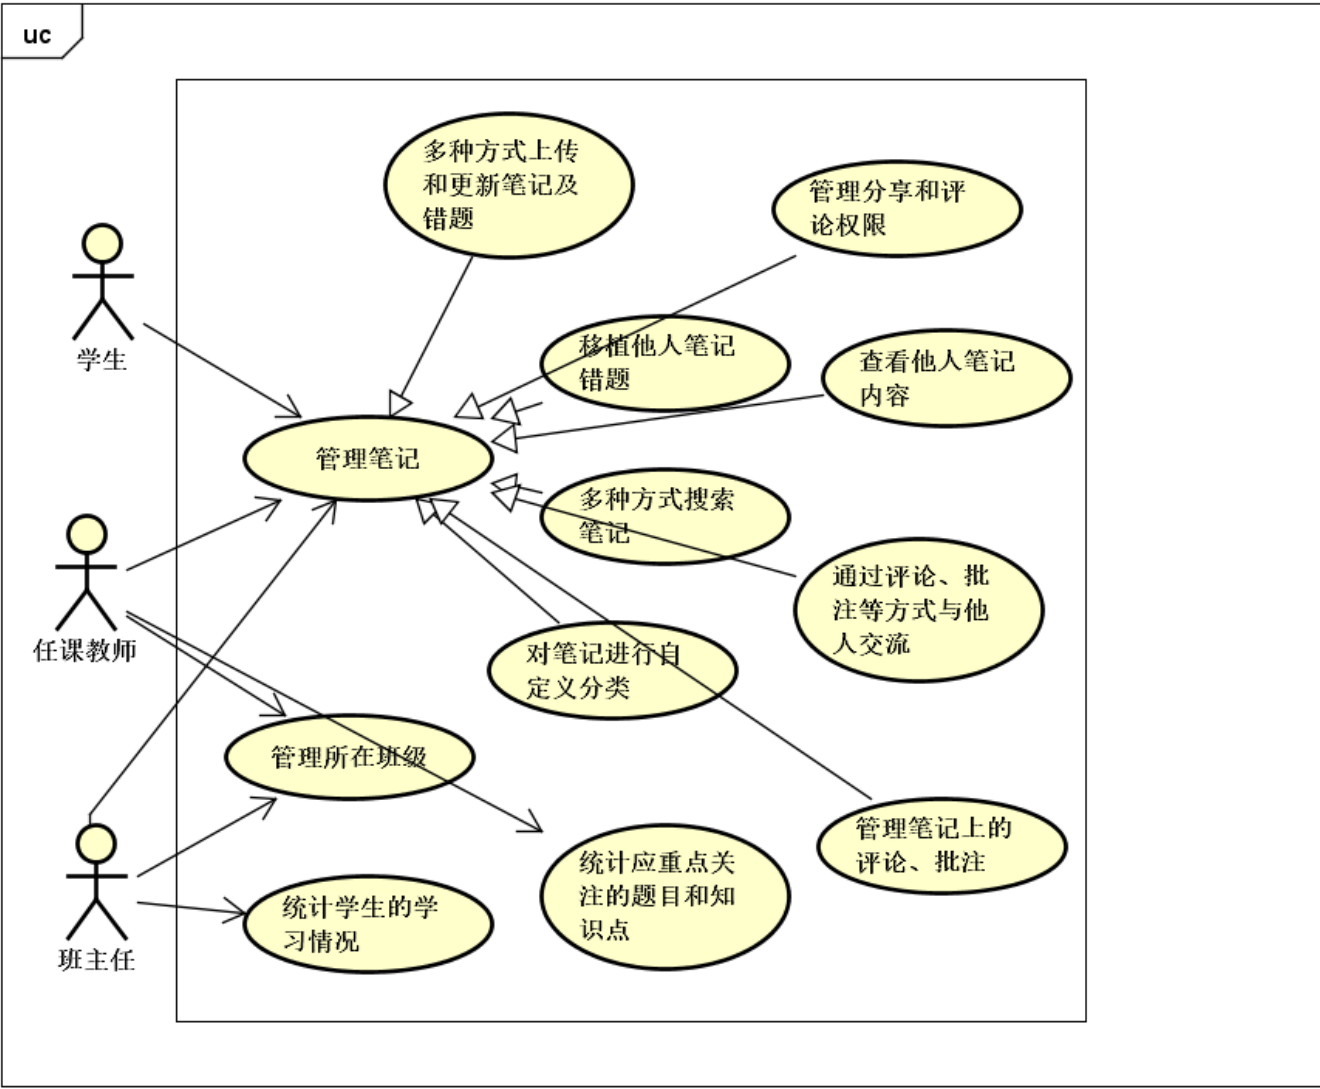 uc
多种方式上传
和更新笔记及
错题
管理分享和评
论权限
学生
移植他人笔记
错题
查看他人笔记
内容
管理笔记
多种方式搜索
笔记
通过评论、批
注等方式与他
人交流
任课教师
对笔记进行自
定义分类
管理所在班级
管理笔记上的
评论、批注
统计应重点关
注的题目和知
识点
统计学生的学
习情况
班主任